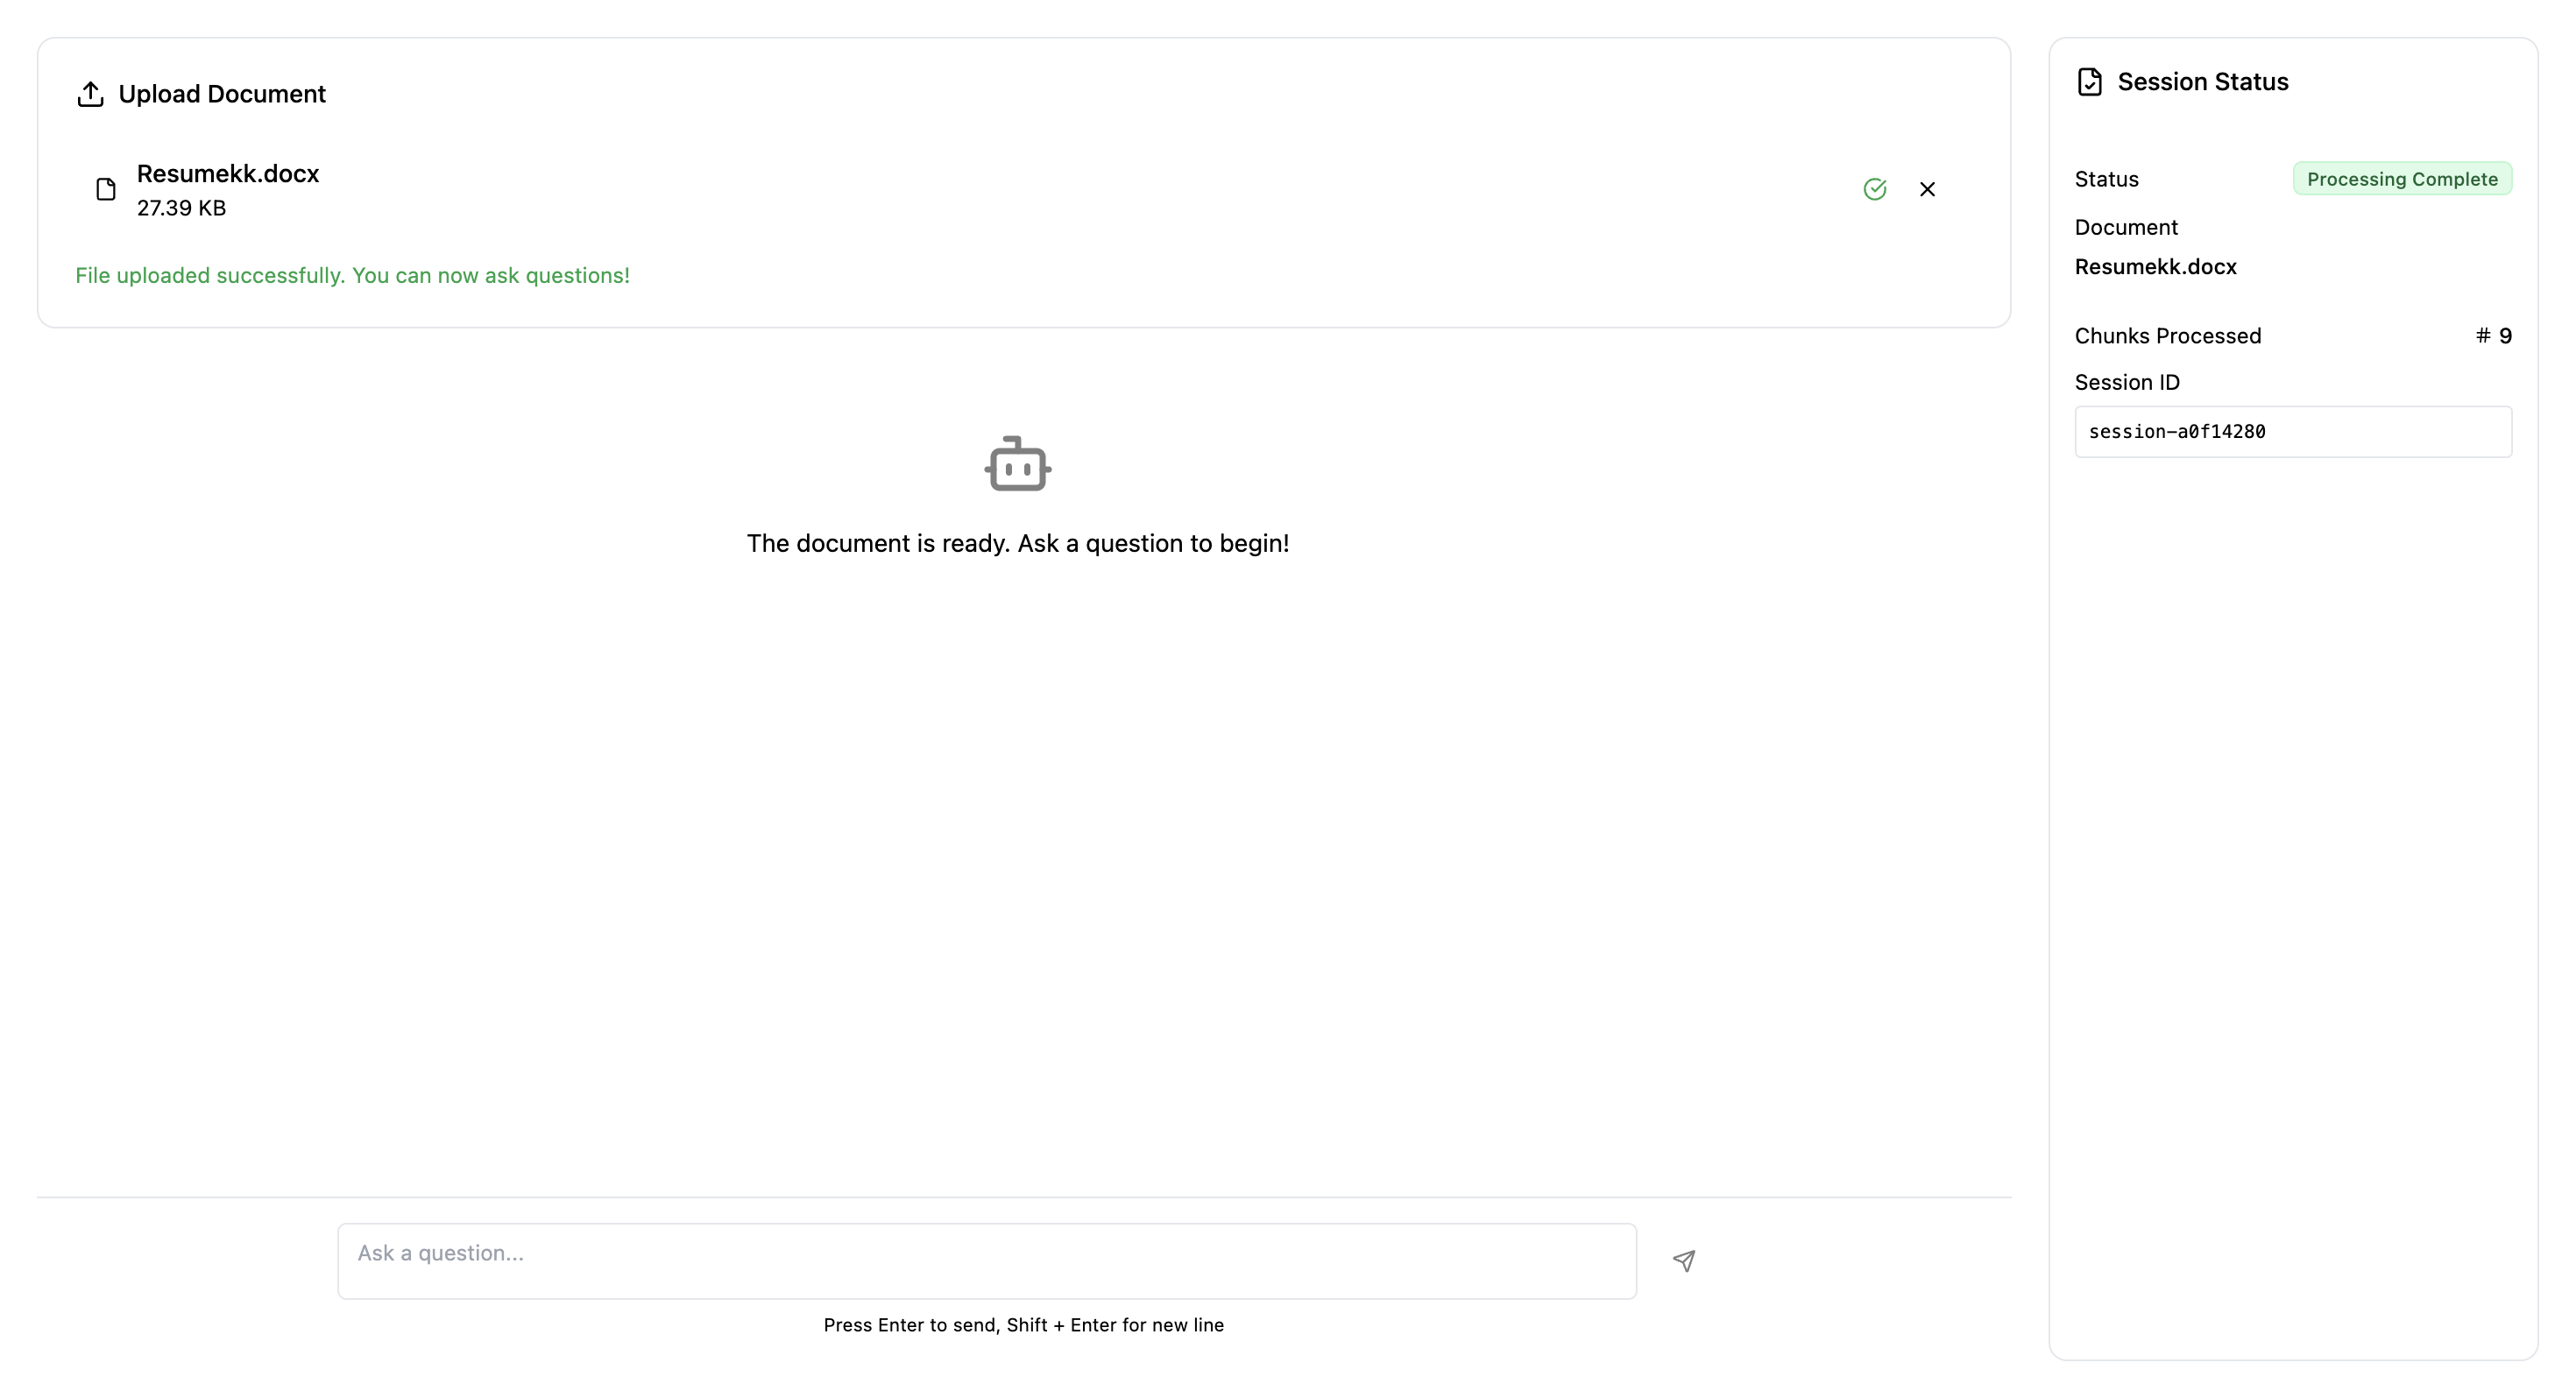 Upload Document
Resumekk.docx
27.39 KB
File uploaded successfully. You can now ask questions!
The document is ready. Ask a question to begin!
Ask a question...
Press Enter to send, Shift + Enter for new line
Session Status
Status Processing Complete
Document
Resumekk.docx
Chunks Processed # 9
Session ID
session-a0f14280